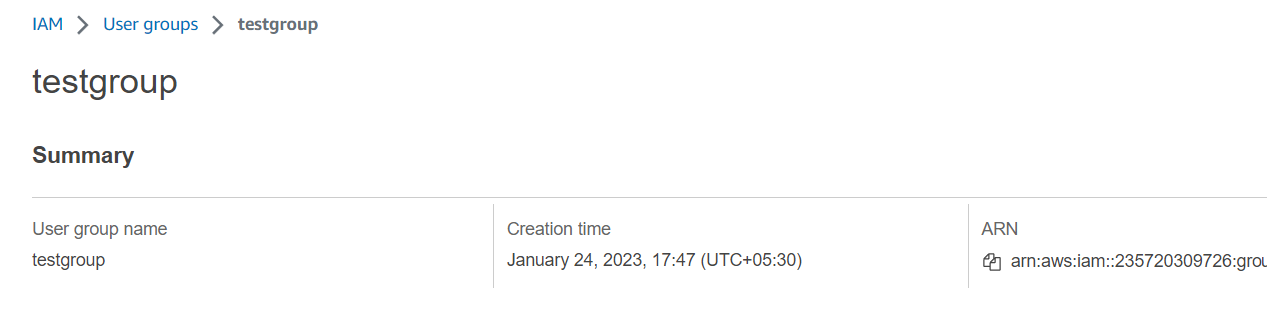 IAM > User groups > testgroup
testgroup
Summary
User group name
testgroup
Creation time
January 24, 2023, 17:47 (UTC+05:30)
ARN
arn:aws:iam::235720309726:grou